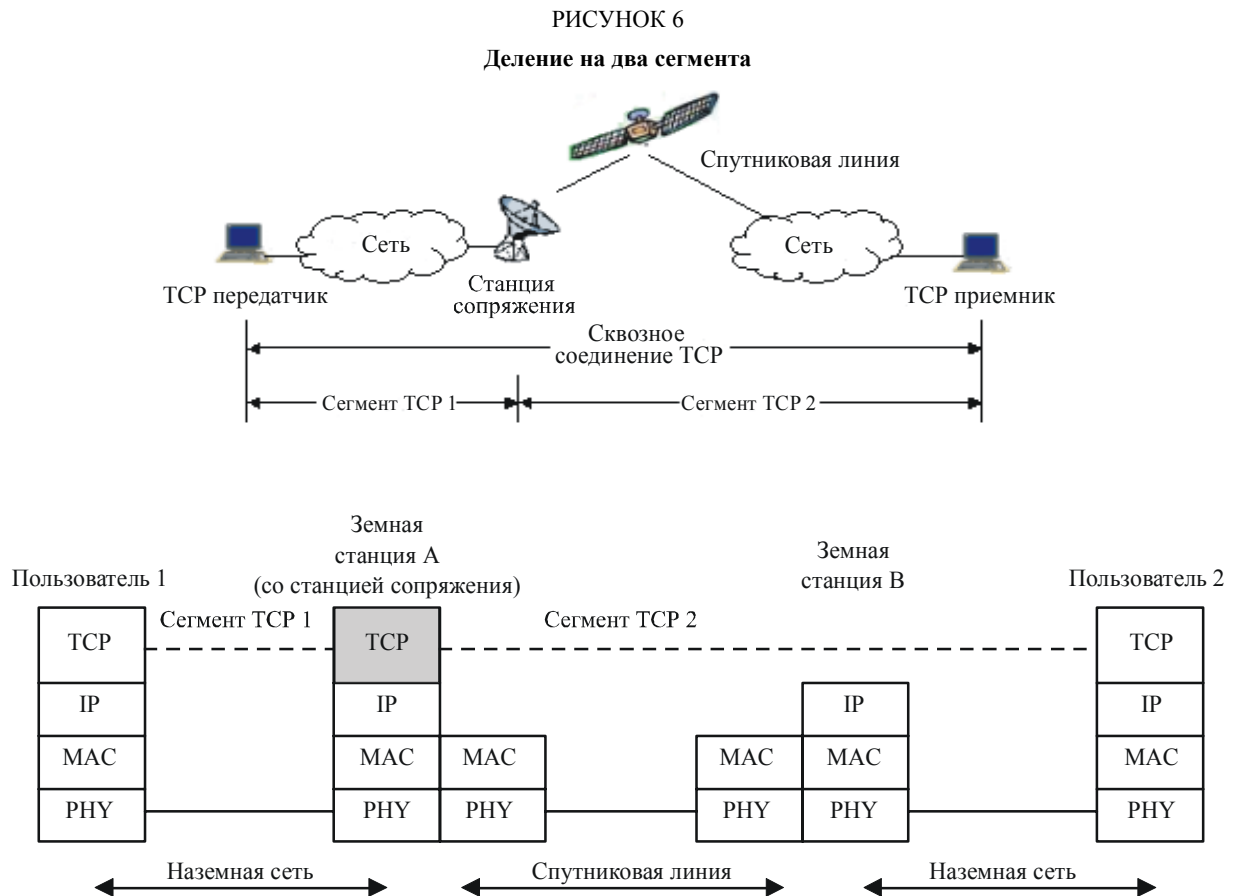 РИСУНОК 6
Деление на два сегмента
Спутниковая линия
Сеть
Сеть
TCP передатчик
Станция
сопряжения
TCP приемник
Сквозное
соединение TCP
Сегмент TCP 1
Сегмент TCP 2
Земная
станция А
(со станцией сопряжения)
Земная
станция В
Пользователь 1
Пользователь 2
Сегмент TCP 1
Сегмент TCP 2
TCP
TCP
TCP
IP
IP
IP
IP
MAC
MAC
MAC
MAC
MAC
MAC
PHY
PHY
PHY
PHY
PHY
PHY
Наземная сеть
Спутниковая линия
Наземная сеть